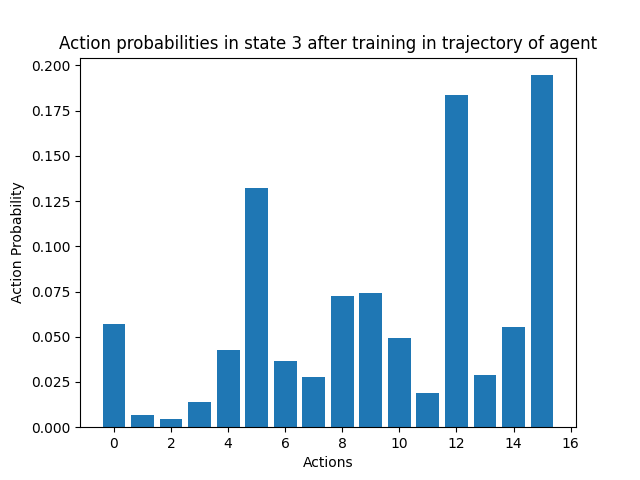 Action probabilities in state 3 after training in trajectory of agent
0.200
0.175
0.150
0.125
0.100
0.075
0.050
0.025
0.000
Action Probability
0 2 4 6 8 10 12 14 16
Actions